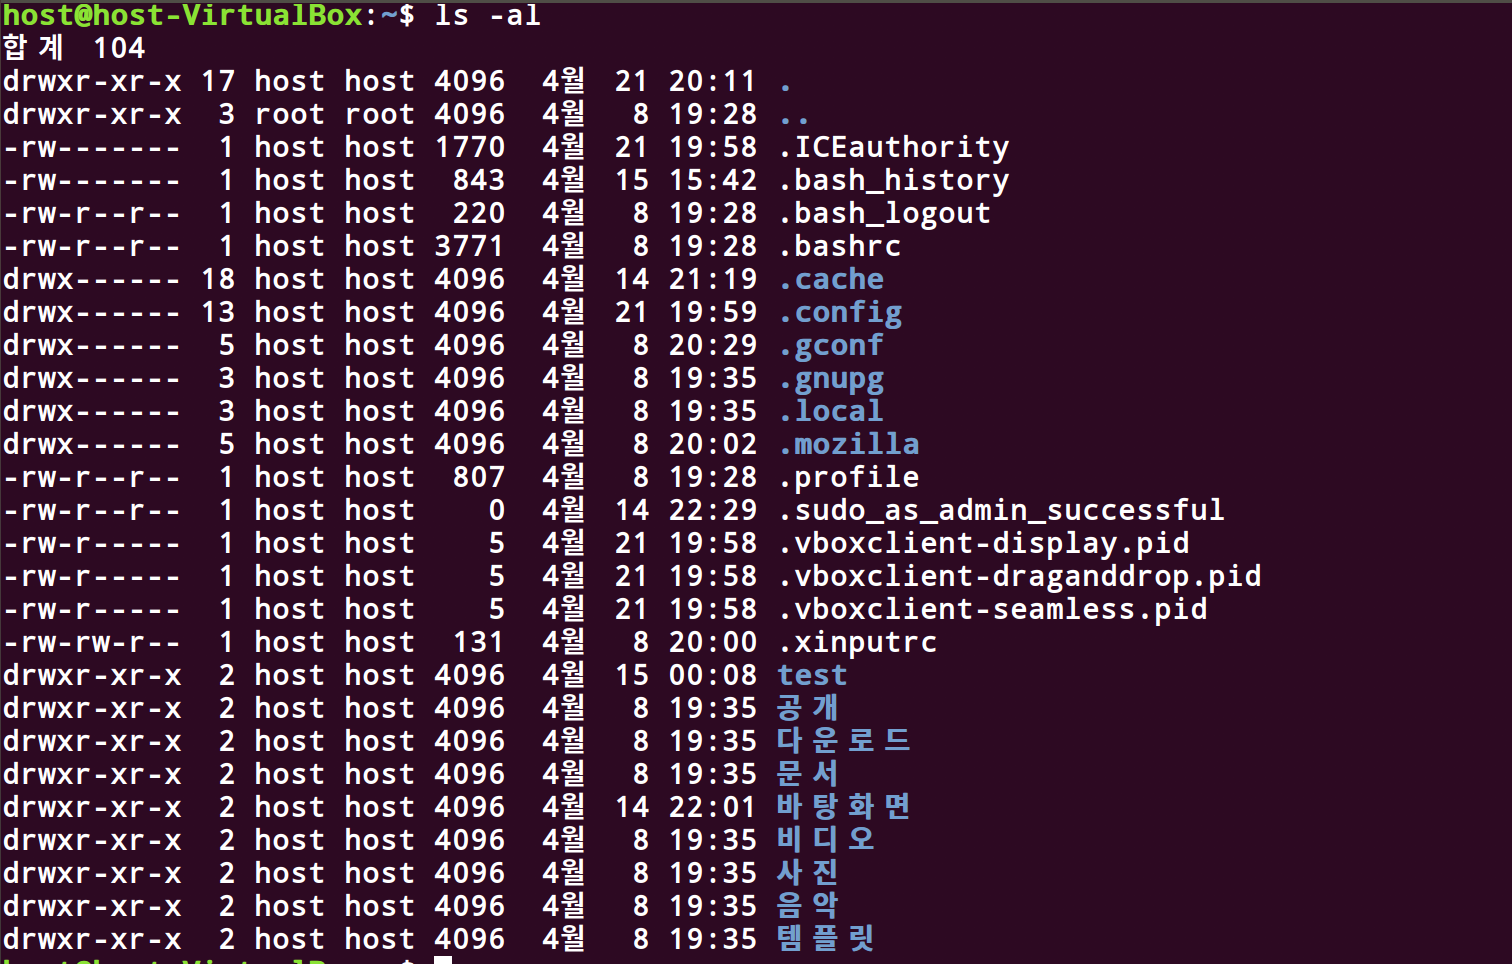 host@host-VirtualBox:~$ ls -al
합계 104
drwxr-xr-x 17 host host 4096  4월  21 20:11 .
drwxr-xr-x  3 root root 4096  4월   8 19:28 ..
-rw-------  1 host host 1770  4월  21 19:58 .ICEauthority
-rw-------  1 host host  843  4월  15 15:42 .bash_history
-rw-r--r--  1 host host  220  4월   8 19:28 .bash_logout
-rw-r--r--  1 host host 3771  4월   8 19:28 .bashrc
drwx------ 18 host host 4096  4월  14 21:19 .cache
drwx------ 13 host host 4096  4월  21 19:59 .config
drwx------  5 host host 4096  4월   8 20:29 .gconf
drwx------  3 host host 4096  4월   8 19:35 .gnupg
drwx------  3 host host 4096  4월   8 19:35 .local
drwx------  5 host host 4096  4월   8 20:02 .mozilla
-rw-r--r--  1 host host  807  4월   8 19:28 .profile
-rw-r--r--  1 host host    0  4월  14 22:29 .sudo_as_admin_successful
-rw-r-----  1 host host    5  4월  21 19:58 .vboxclient-display.pid
-rw-r-----  1 host host    5  4월  21 19:58 .vboxclient-draganddrop.pid
-rw-r-----  1 host host    5  4월  21 19:58 .vboxclient-seamless.pid
-rw-rw-r--  1 host host  131  4월   8 20:00 .xinputrc
drwxr-xr-x  2 host host 4096  4월  15 00:08 test
drwxr-xr-x  2 host host 4096  4월   8 19:35 공개
drwxr-xr-x  2 host host 4096  4월   8 19:35 다운로드
drwxr-xr-x  2 host host 4096  4월   8 19:35 문서
drwxr-xr-x  2 host host 4096  4월  14 22:01 바탕화면
drwxr-xr-x  2 host host 4096  4월   8 19:35 비디오
drwxr-xr-x  2 host host 4096  4월   8 19:35 사진
drwxr-xr-x  2 host host 4096  4월   8 19:35 음악
drwxr-xr-x  2 host host 4096  4월   8 19:35 템플릿